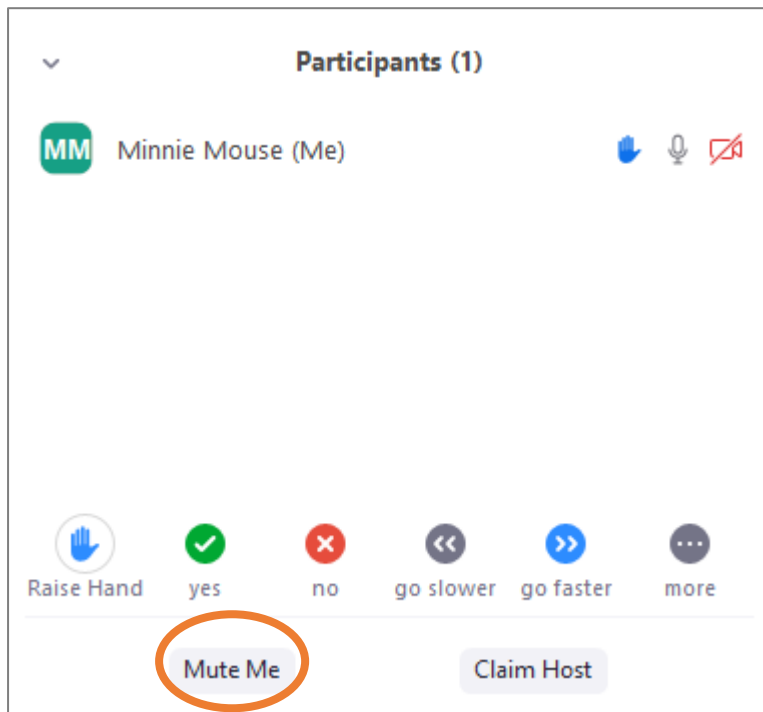 Participants (1)
MM Minnie Mouse (Me)
Raise Hand yes no go slower go faster more
Mute Me Claim Host